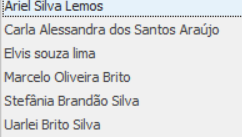 Ariel Silva Lemos
Carla Alessandra dos Santos Araújo
Elvis souza lima
Marcelo Oliveira Brito
Stefânia Brandão Silva
Uarlei Brito Silva